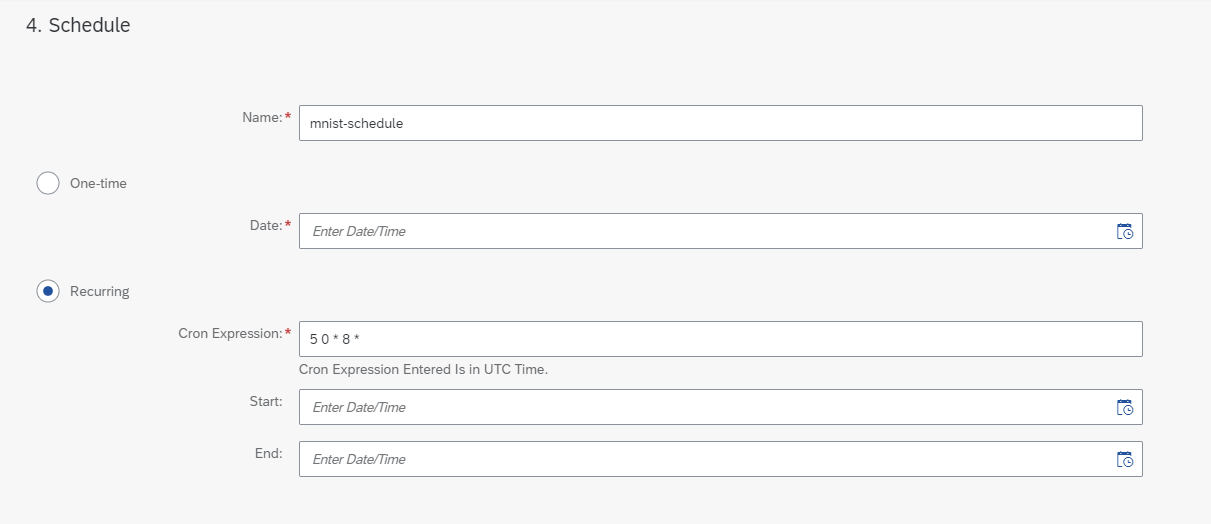 4. Schedule
Name:* mnist-schedule
One-time
Date:* Enter Date/Time
Recurring
Cron Expression:* 5 0 * 8 *
Cron Expression Entered Is in UTC Time.
Start: Enter Date/Time
End: Enter Date/Time